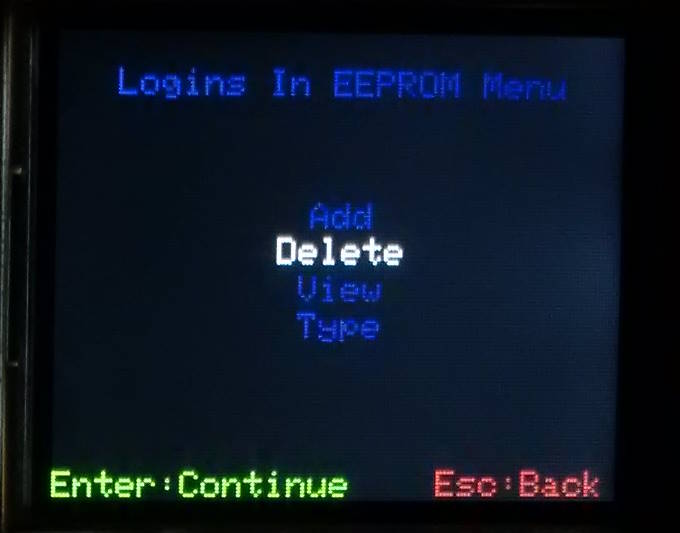 Logins In EEPROM Menu
Add
Delete
View
Type
Enter:Continue Esc:Back